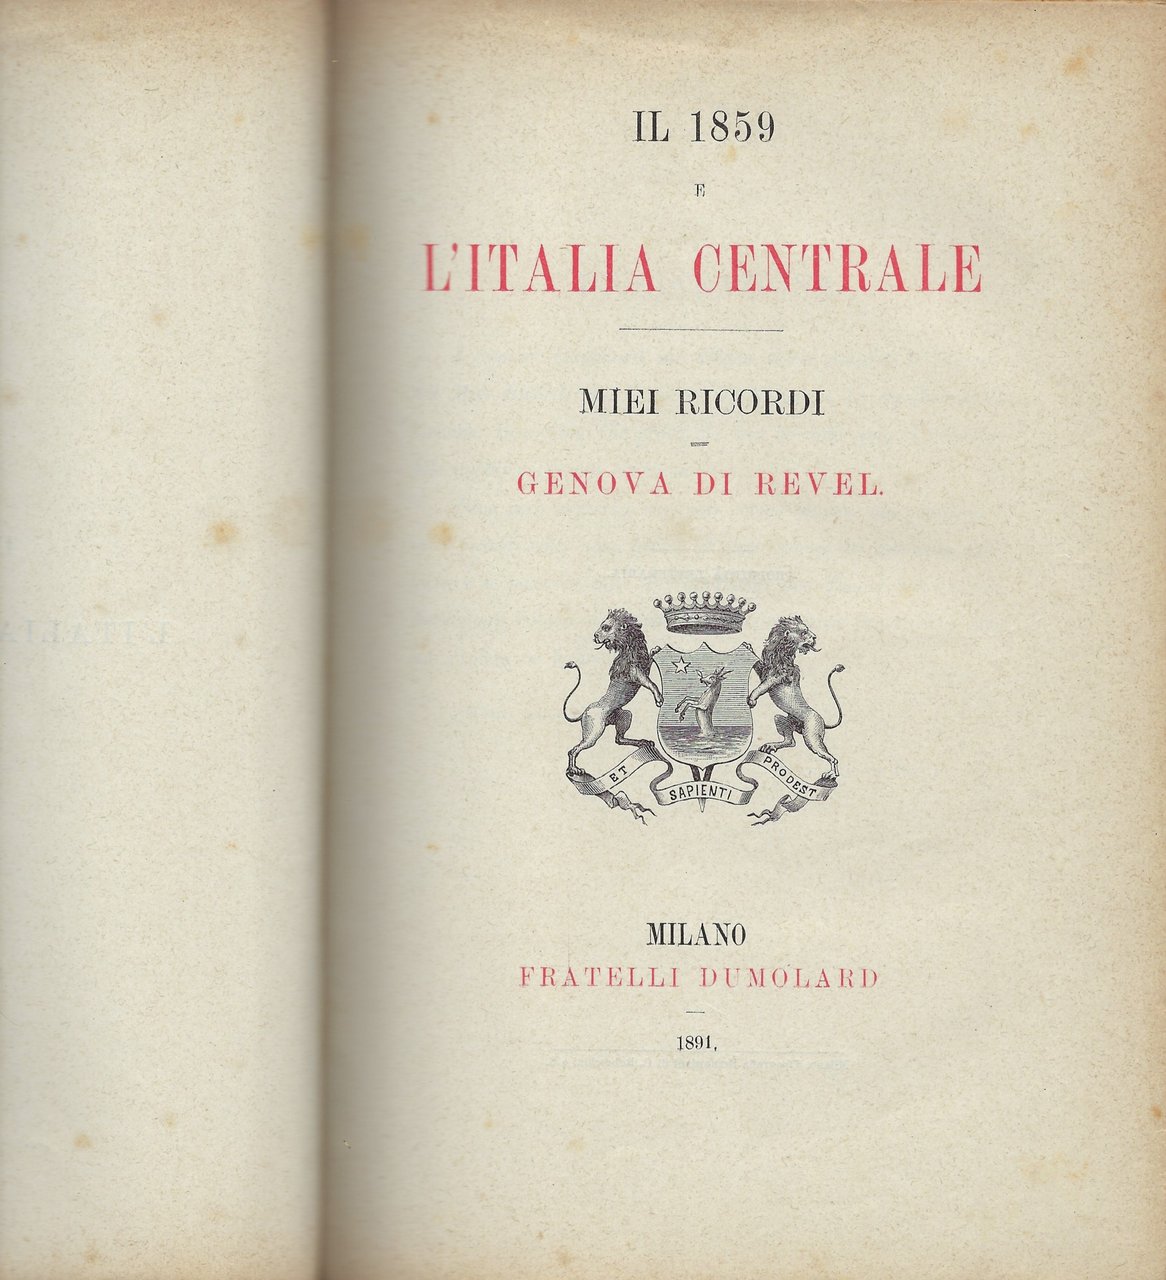 IL 1859
E
L'ITALIA CENTRALE
MIEI RICORDI
GENOVA DI REVEL.
ET
SAPIENTI
PRODEST
MILANO
FRATELLI DUMOLARD
1891.